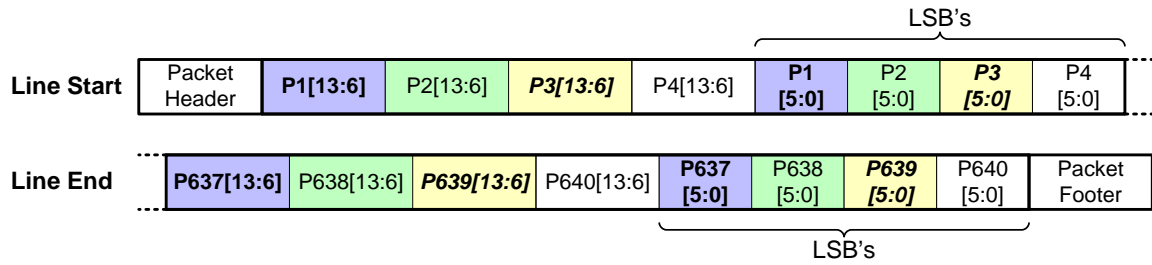 LSB's
Line Start
Packet
Header
P1[13:6]
P2[13:6]
P3[13:6]
P4[13:6]
P1
[5:0]
P2
[5:0]
P3
[5:0]
P4
[5:0]
Line End
P637[13:6]
P638[13:6]
P639[13:6]
P640[13:6]
P637
[5:0]
P638
[5:0]
P639
[5:0]
P640
[5:0]
Packet
Footer
LSB's